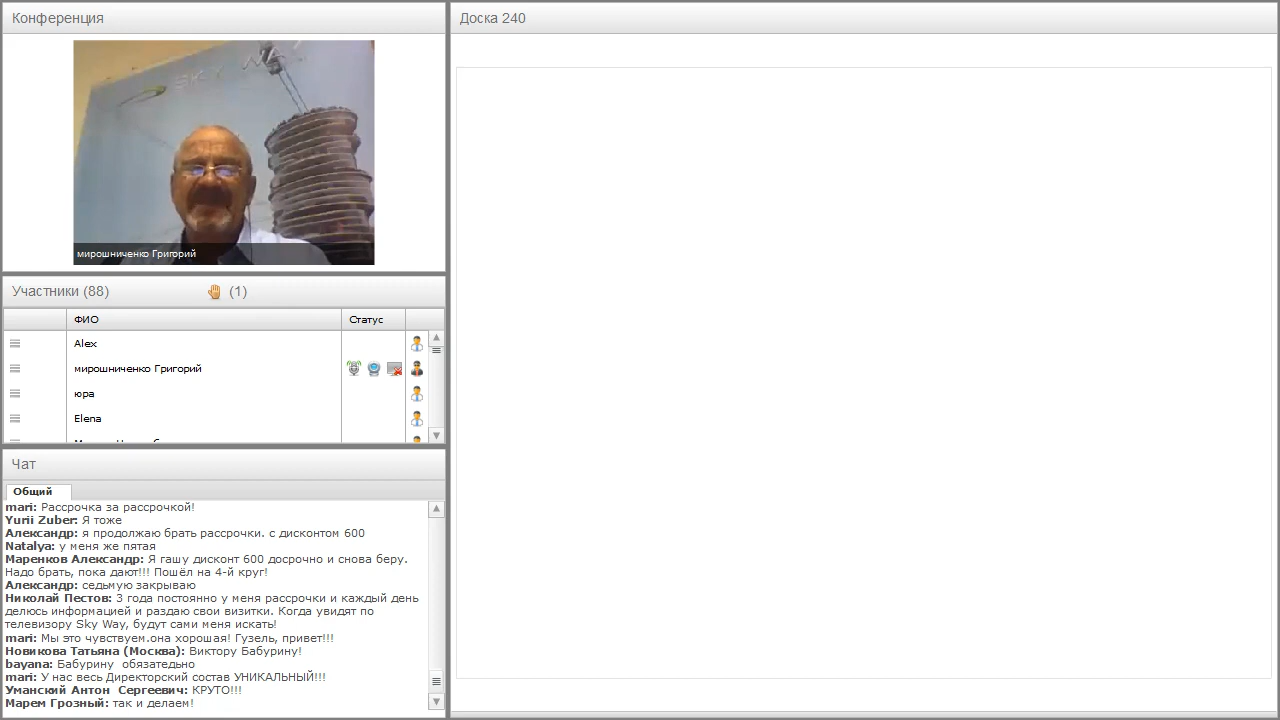 Конференция
Доска 240
SKY WAY
мирошниченко Григорий
Участники (88)
(1)
ФИО
Статус
Alex
мирошниченко Григорий
юра
Elena
Чат
Общий
mari: Рассрочка за рассрочкой!
Yurii Zuber: Я тоже
Александр: я продолжаю брать рассрочки. с дисконтом 600
Natalya: у меня же пятая
Маренков Александр: Я гашу дисконт 600 досрочно и снова беру.
Надо брать, пока дают!!! Пошёл на 4-й круг!
Александр: седьмую закрываю
Николай Пестов: 3 года постоянно у меня рассрочки и каждый день
делюсь информацией и раздаю свои визитки. Когда увидят по
телевизору Sky Way, будут сами меня искать!
mari: Мы это чувствуем.она хорошая! Гузель, привет!!!
Новикова Татьяна (Москва): Виктору Бабурину!
bayana: Бабурину  обязательно
mari: У нас весь Директорский состав УНИКАЛЬНЫЙ!!!
Уманский Антон  Сергеевич: КРУТО!!!
Марем Грозный: так и делаем!